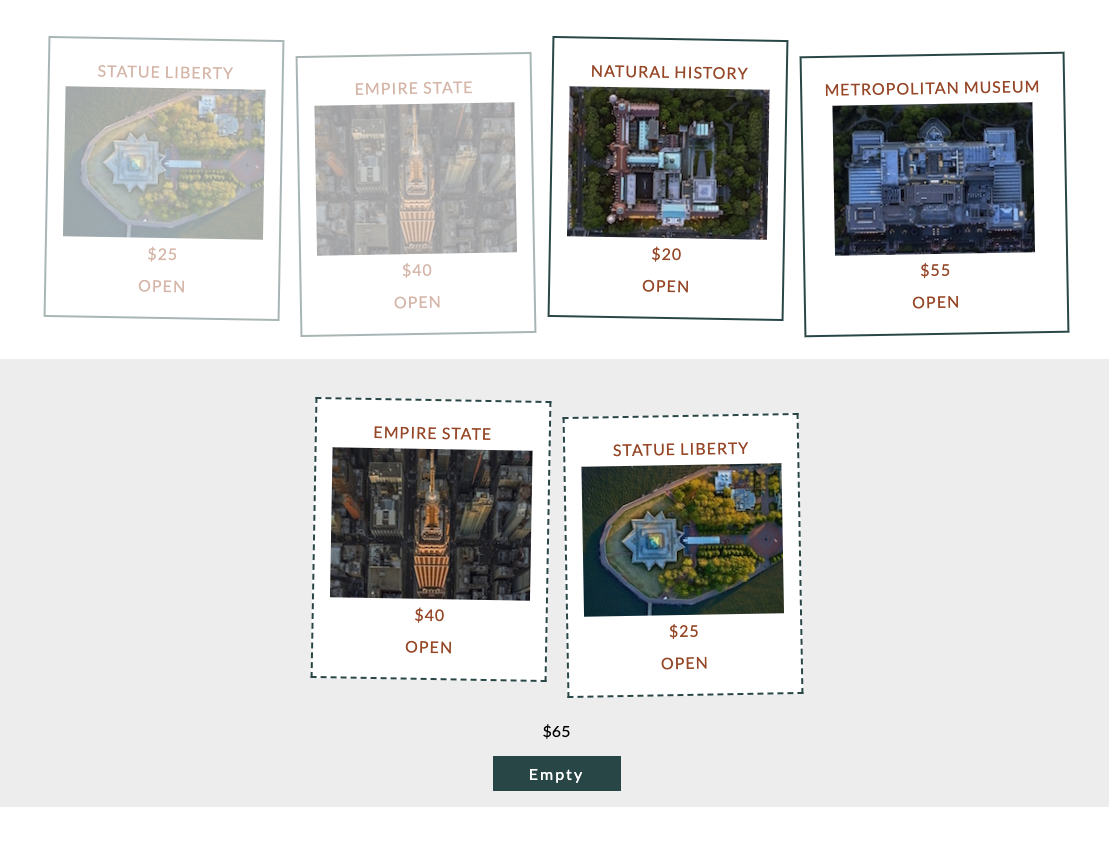 STATUE LIBERTY
$25
OPEN
EMPIRE STATE
$40
OPEN
NATURAL HISTORY
$20
OPEN
METROPOLITAN MUSEUM
$55
OPEN
EMPIRE STATE
$40
OPEN
STATUE LIBERTY
$25
OPEN
$65
Empty